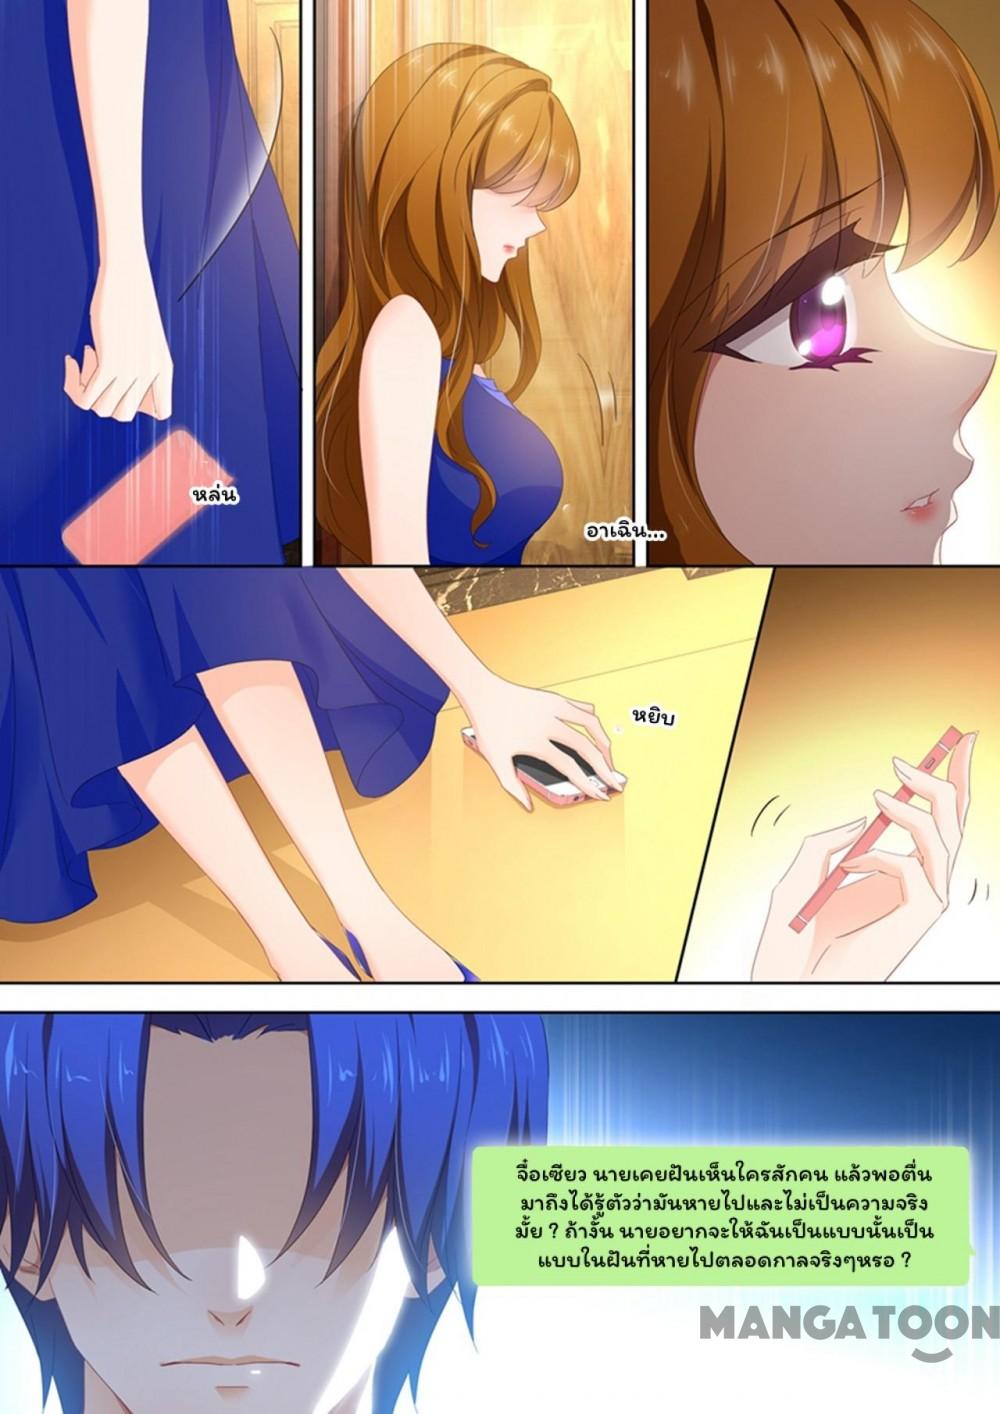 หล่น
อาเฉิน...
หยิบ
จื๋อเซียว นายเคยฝันเห็นใครสักคน แล้วพอตื่น
มาถึงได้รู้ตัวว่ามันหายไปและไม่เป็นความจริง
มั้ย ? ถ้างั้น นายอยากจะให้ฉันเป็นแบบนั้นเป็น
แบบในฝันที่หายไปตลอดกาลจริงๆหรอ ?
MANGATOON